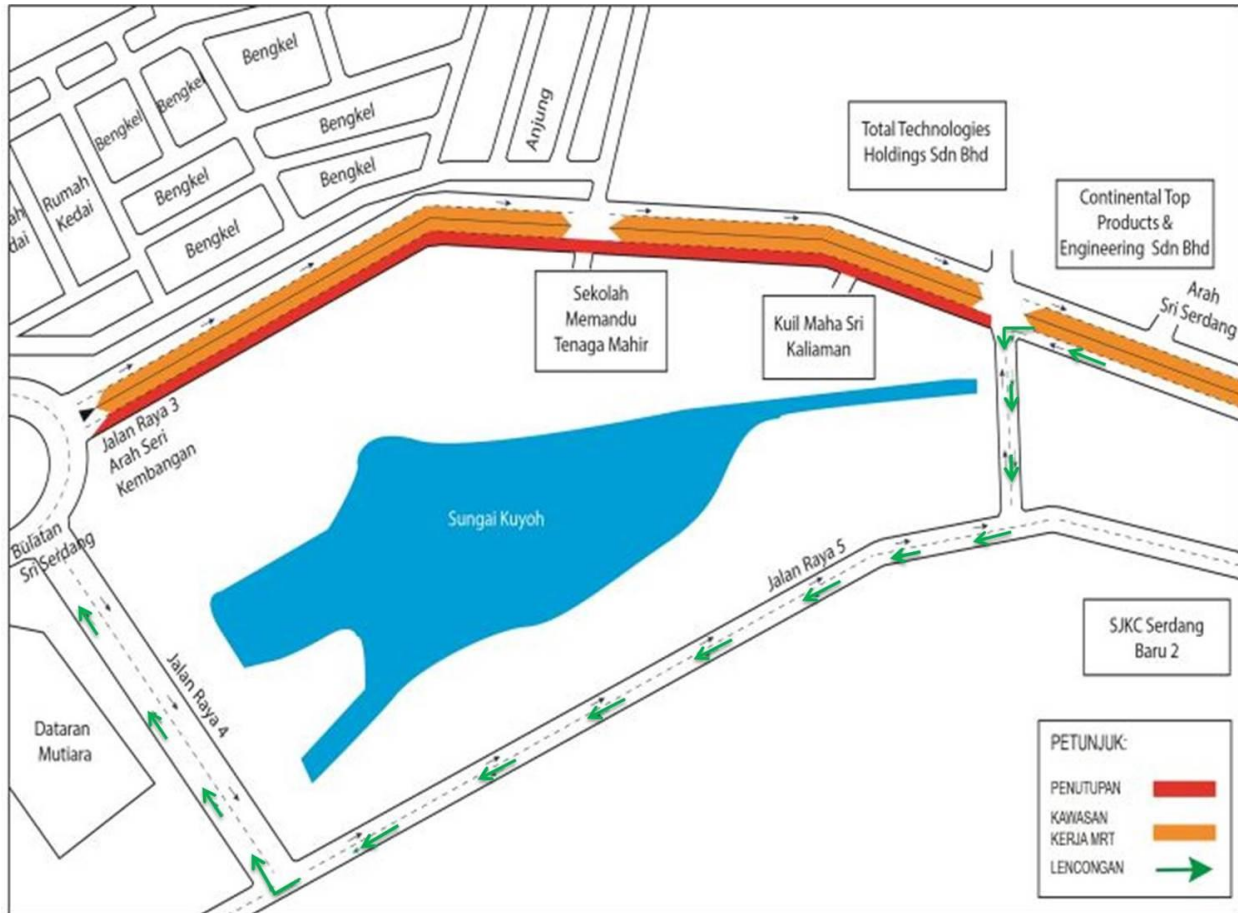 Bengkel
Bengkel
Bengkel
Bengkel
Bengkel
Bengkel
Bengkel
Rumah
Kedai
ah
dai
Anjung
Total Technologies
Holdings Sdn Bhd
Continental Top
Products &
Engineering Sdn Bhd
Arah
Sri Serdang
Sekolah
Memandu
Tenaga Mahir
Kuil Maha Sri
Kaliaman
Jalan Raya 3
Arah Seri
Kembangan
Sungai Kuyoh
Bulatan
Sri Serdang
Jalan Raya 5
Jalan Raya 4
SJKC Serdang
Baru 2
Dataran
Mutiara
PETUNJUK:
PENUTUPAN
KAWASAN
KERJA MRT
LENCONGAN